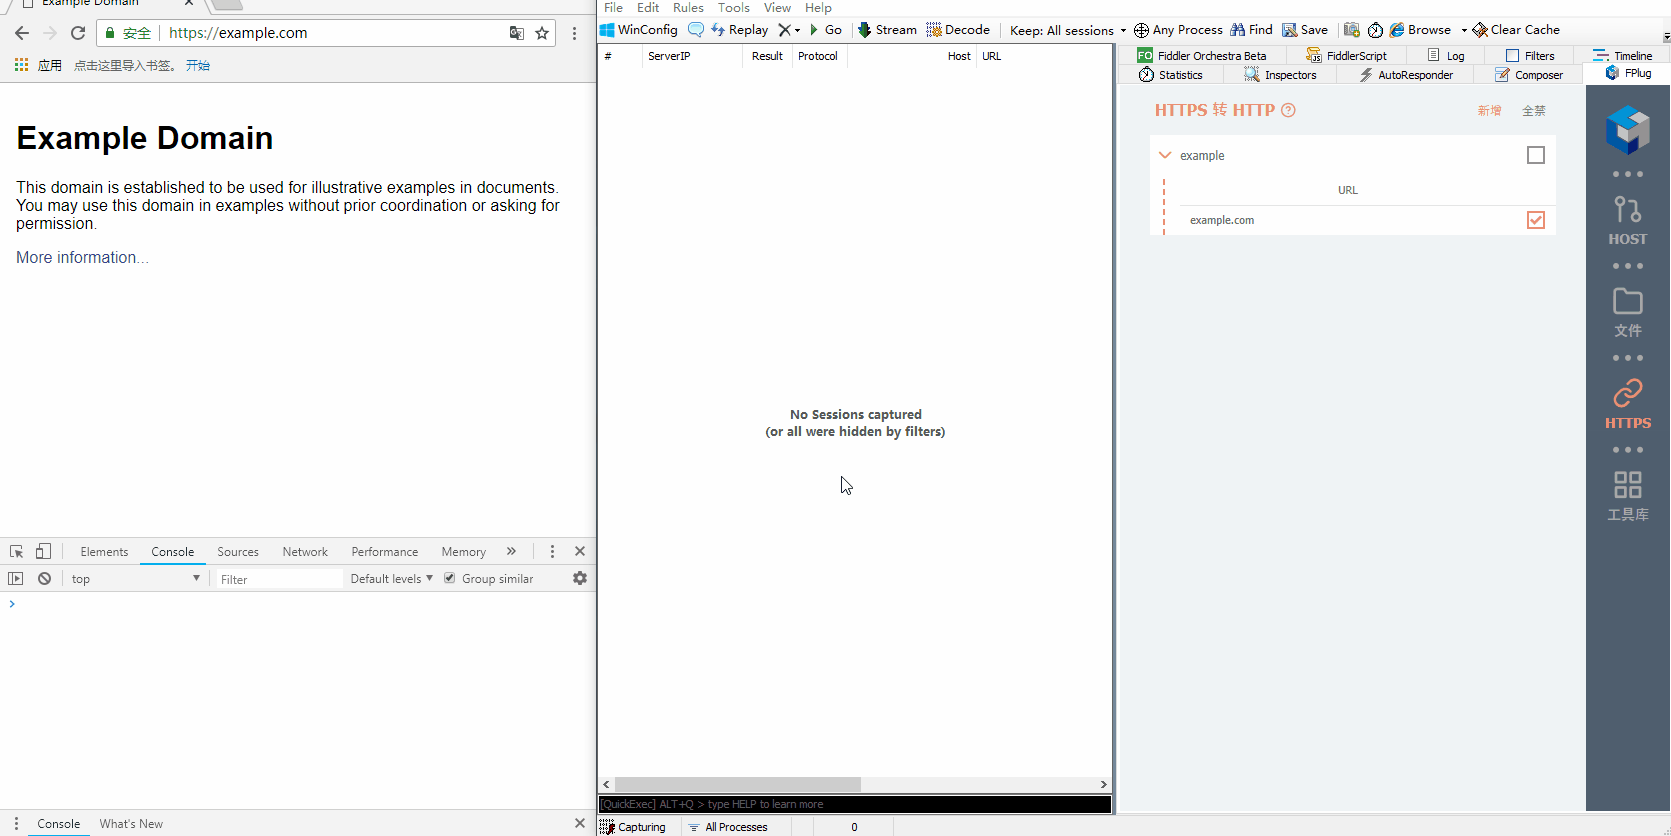 Example Domain
安全 https://example.com
应用 点击这里导入书签。 开始
Example Domain
This domain is established to be used for illustrative examples in documents.
You may use this domain in examples without prior coordination or asking for
permission.
More information...
Elements Console Sources Network Performance Memory »
top Filter Default levels Group similar
Console What's New
File Edit Rules Tools View Help
WinConfig Replay Go Stream Decode Keep: All sessions Any Process Find Save Browse Clear Cache
# ServerIP Result Protocol Host URL
No Sessions captured
(or all were hidden by filters)
[QuickExec] ALT+Q > type HELP to learn more
Capturing All Processes 0
FO Fiddler Orchestra Beta FiddlerScript Log Filters Timeline
Statistics Inspectors AutoResponder Composer FPlug
HTTPS 转 HTTP 新增 全禁
example
URL
example.com
HOST
文件
HTTPS
工具库